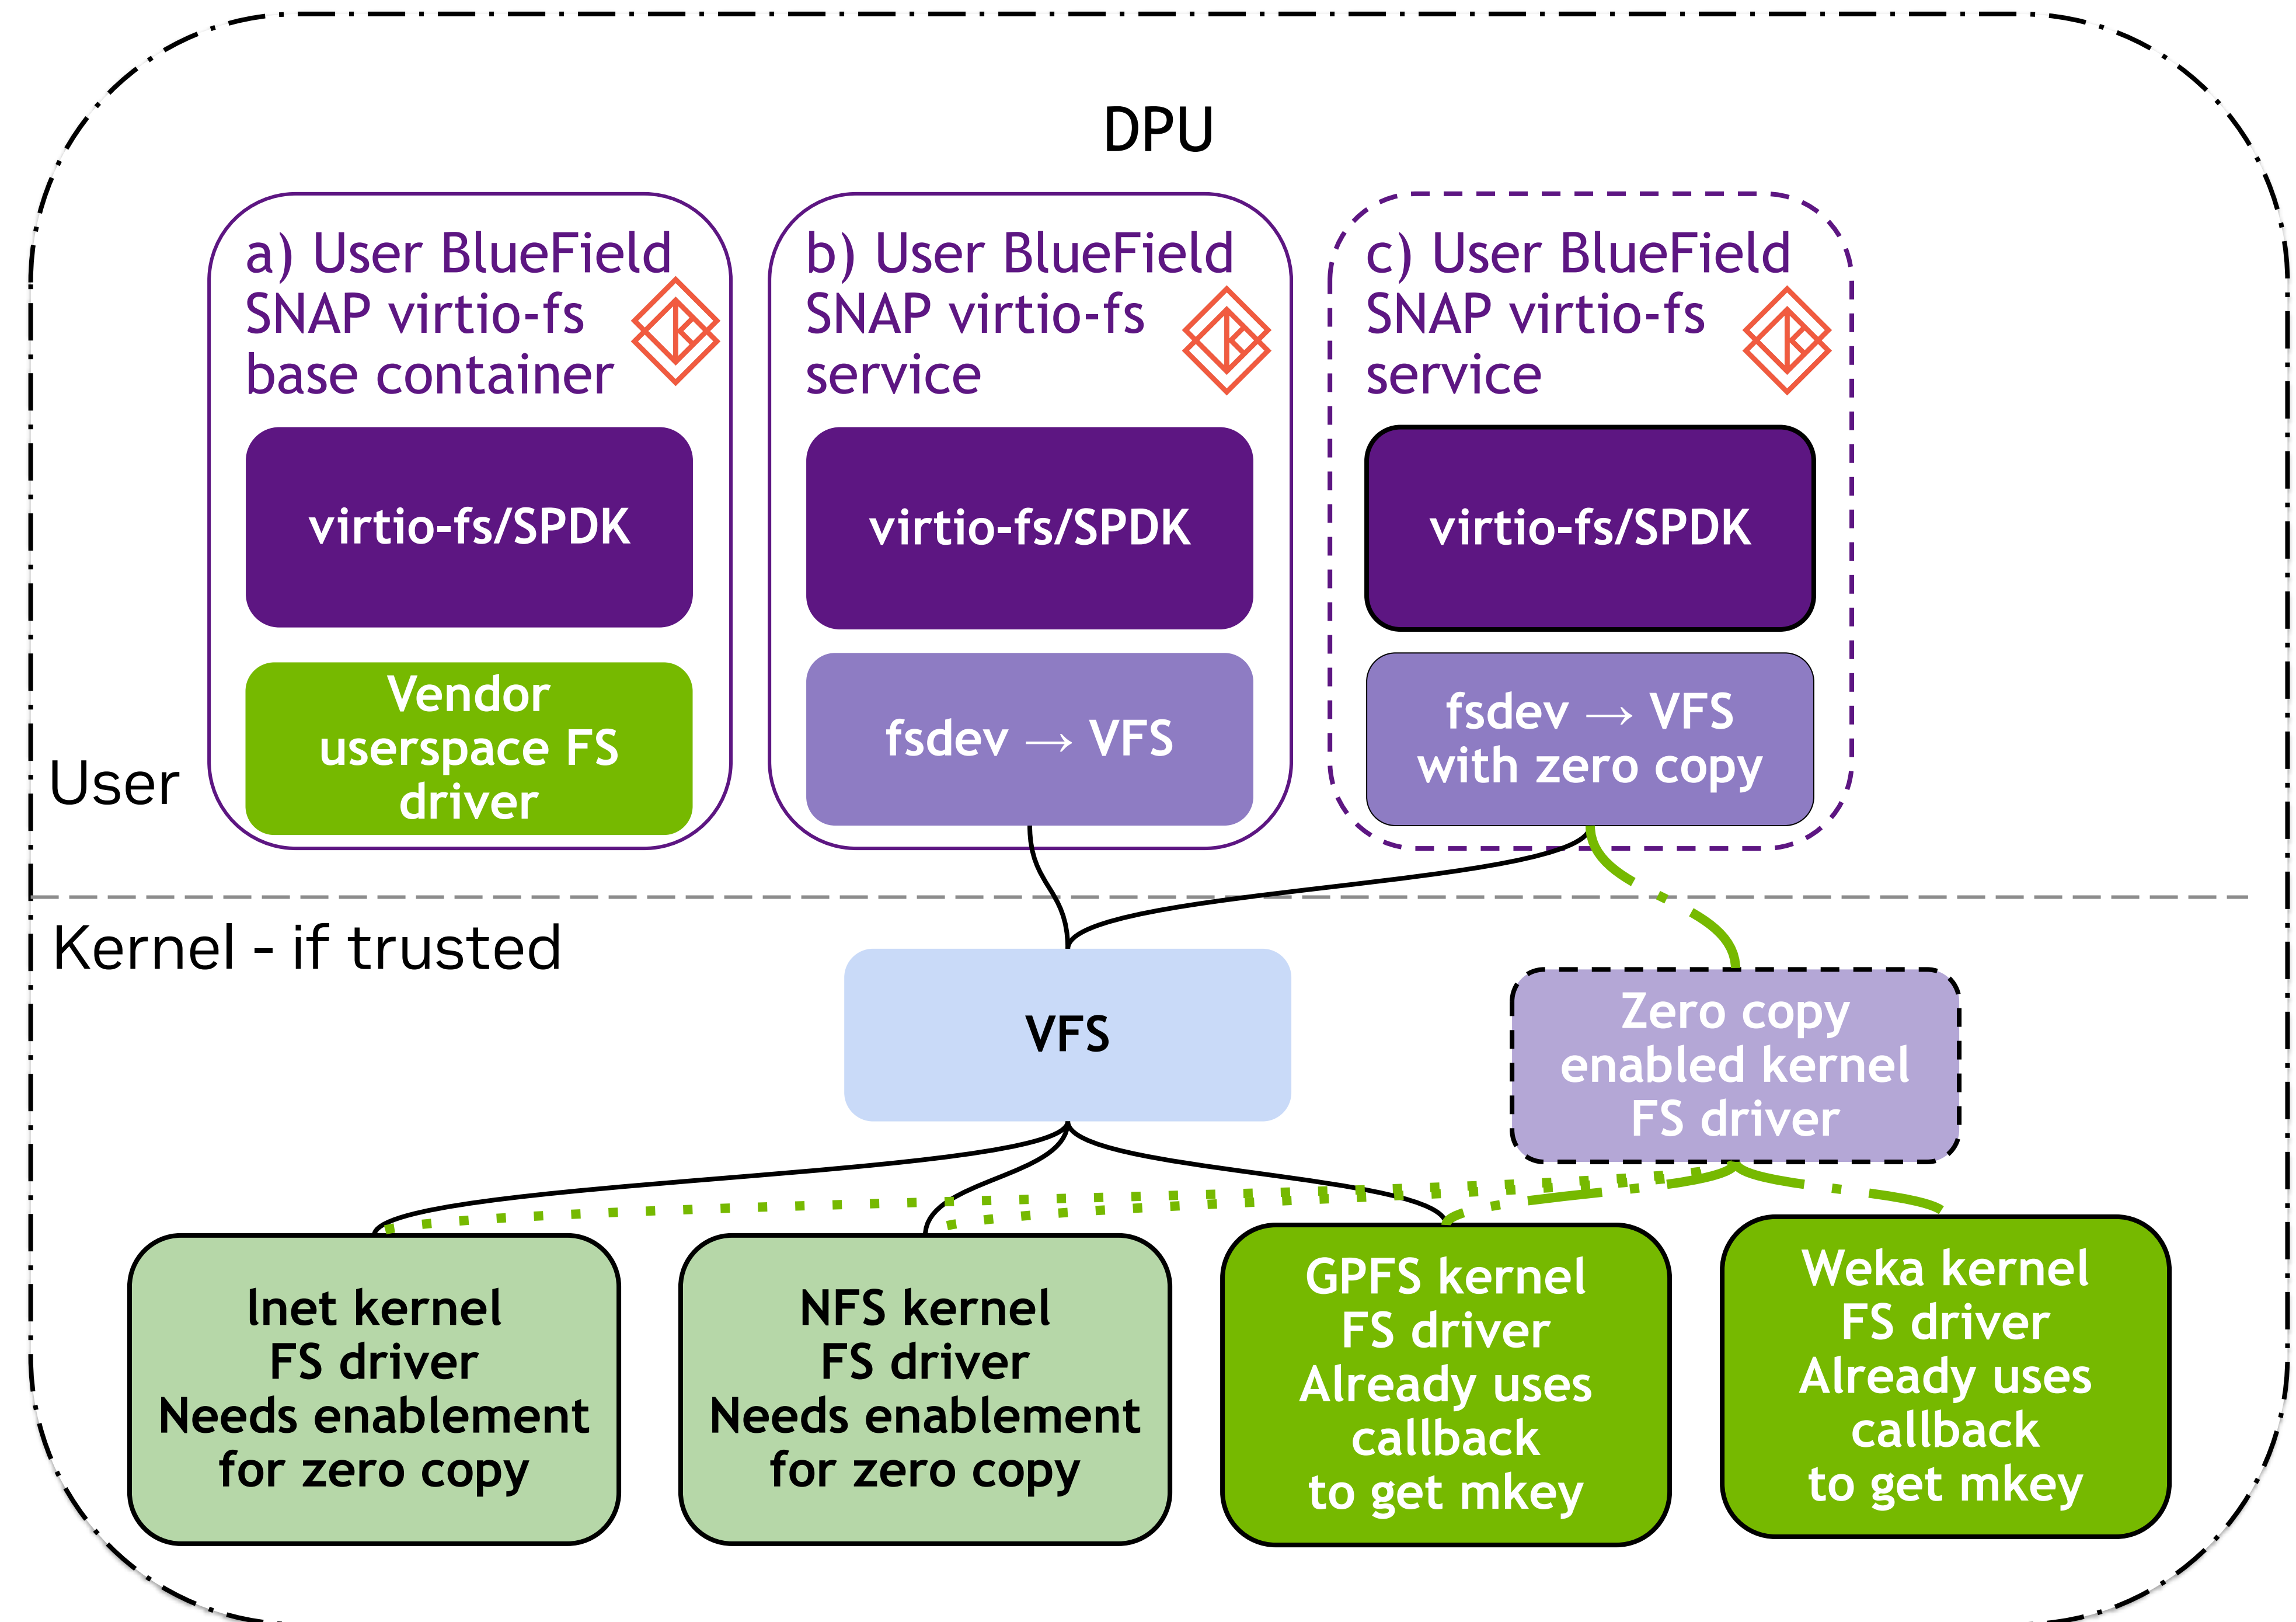 DPU
a) User BlueField
SNAP virtio-fs
base container
virtio-fs/SPDK
Vendor
userspace FS
driver
b) User BlueField
SNAP virtio-fs
service
virtio-fs/SPDK
fsdev → VFS
c) User BlueField
SNAP virtio-fs
service
virtio-fs/SPDK
fsdev → VFS
with zero copy
User
Kernel - if trusted
VFS
Zero copy
enabled kernel
FS driver
lnet kernel
FS driver
Needs enablement
for zero copy
NFS kernel
FS driver
Needs enablement
for zero copy
GPFS kernel
FS driver
Already uses
callback
to get mkey
Weka kernel
FS driver
Already uses
callback
to get mkey